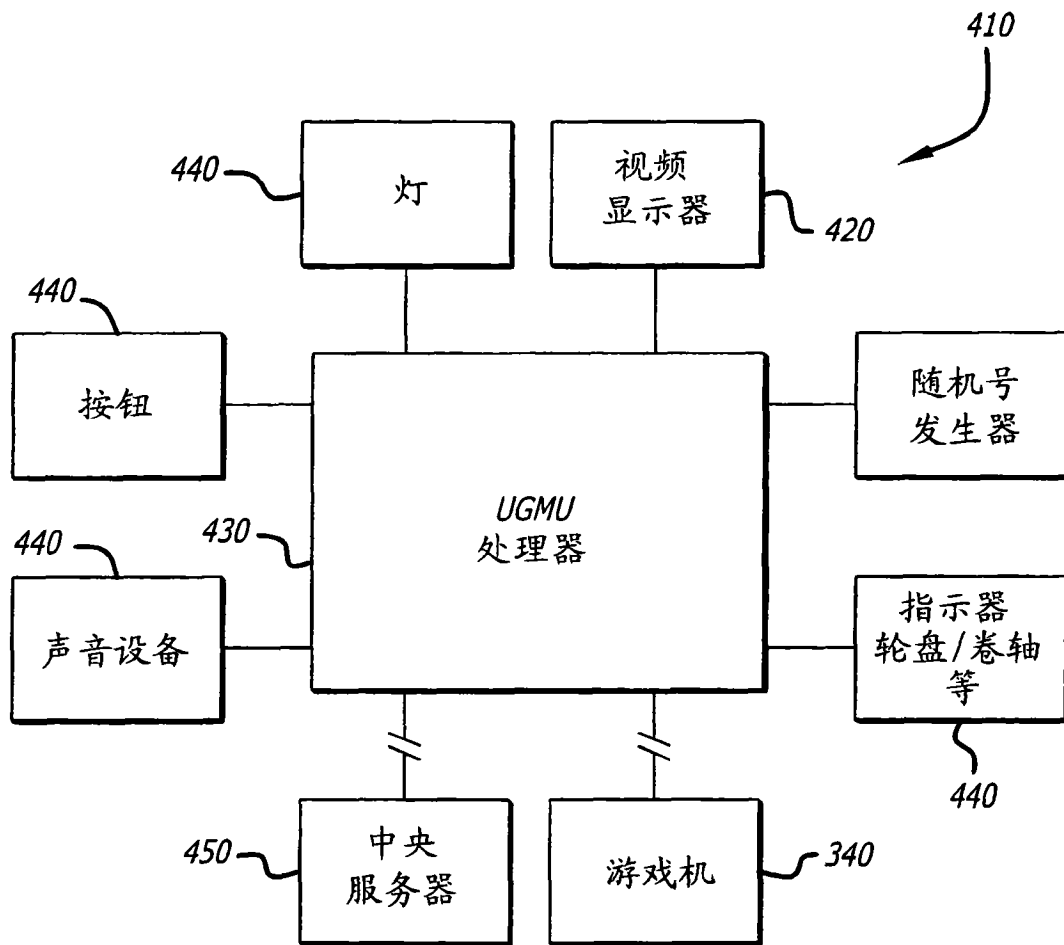 410
440
灯
视频
显示器
420
440
按钮
随机号
发生器
UGMU
处理器
430
440
声音设备
指示器
轮盘/卷轴
等
440
450
中央
服务器
游戏机
340